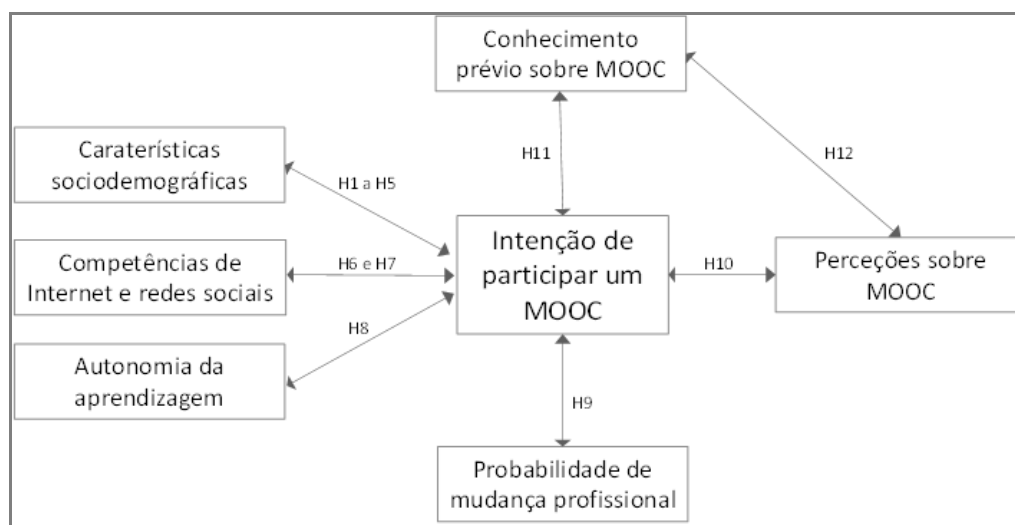 Conhecimento
prévio sobre MOOC
Caraterísticas
sociodemográficas
H1 a H5
H11
H12
Competências de
Internet e redes sociais
H6 e H7
Intenção de
participar um
MOOC
H10
Perceções sobre
MOOC
Autonomia da
aprendizagem
H8
H9
Probabilidade de
mudança profissional